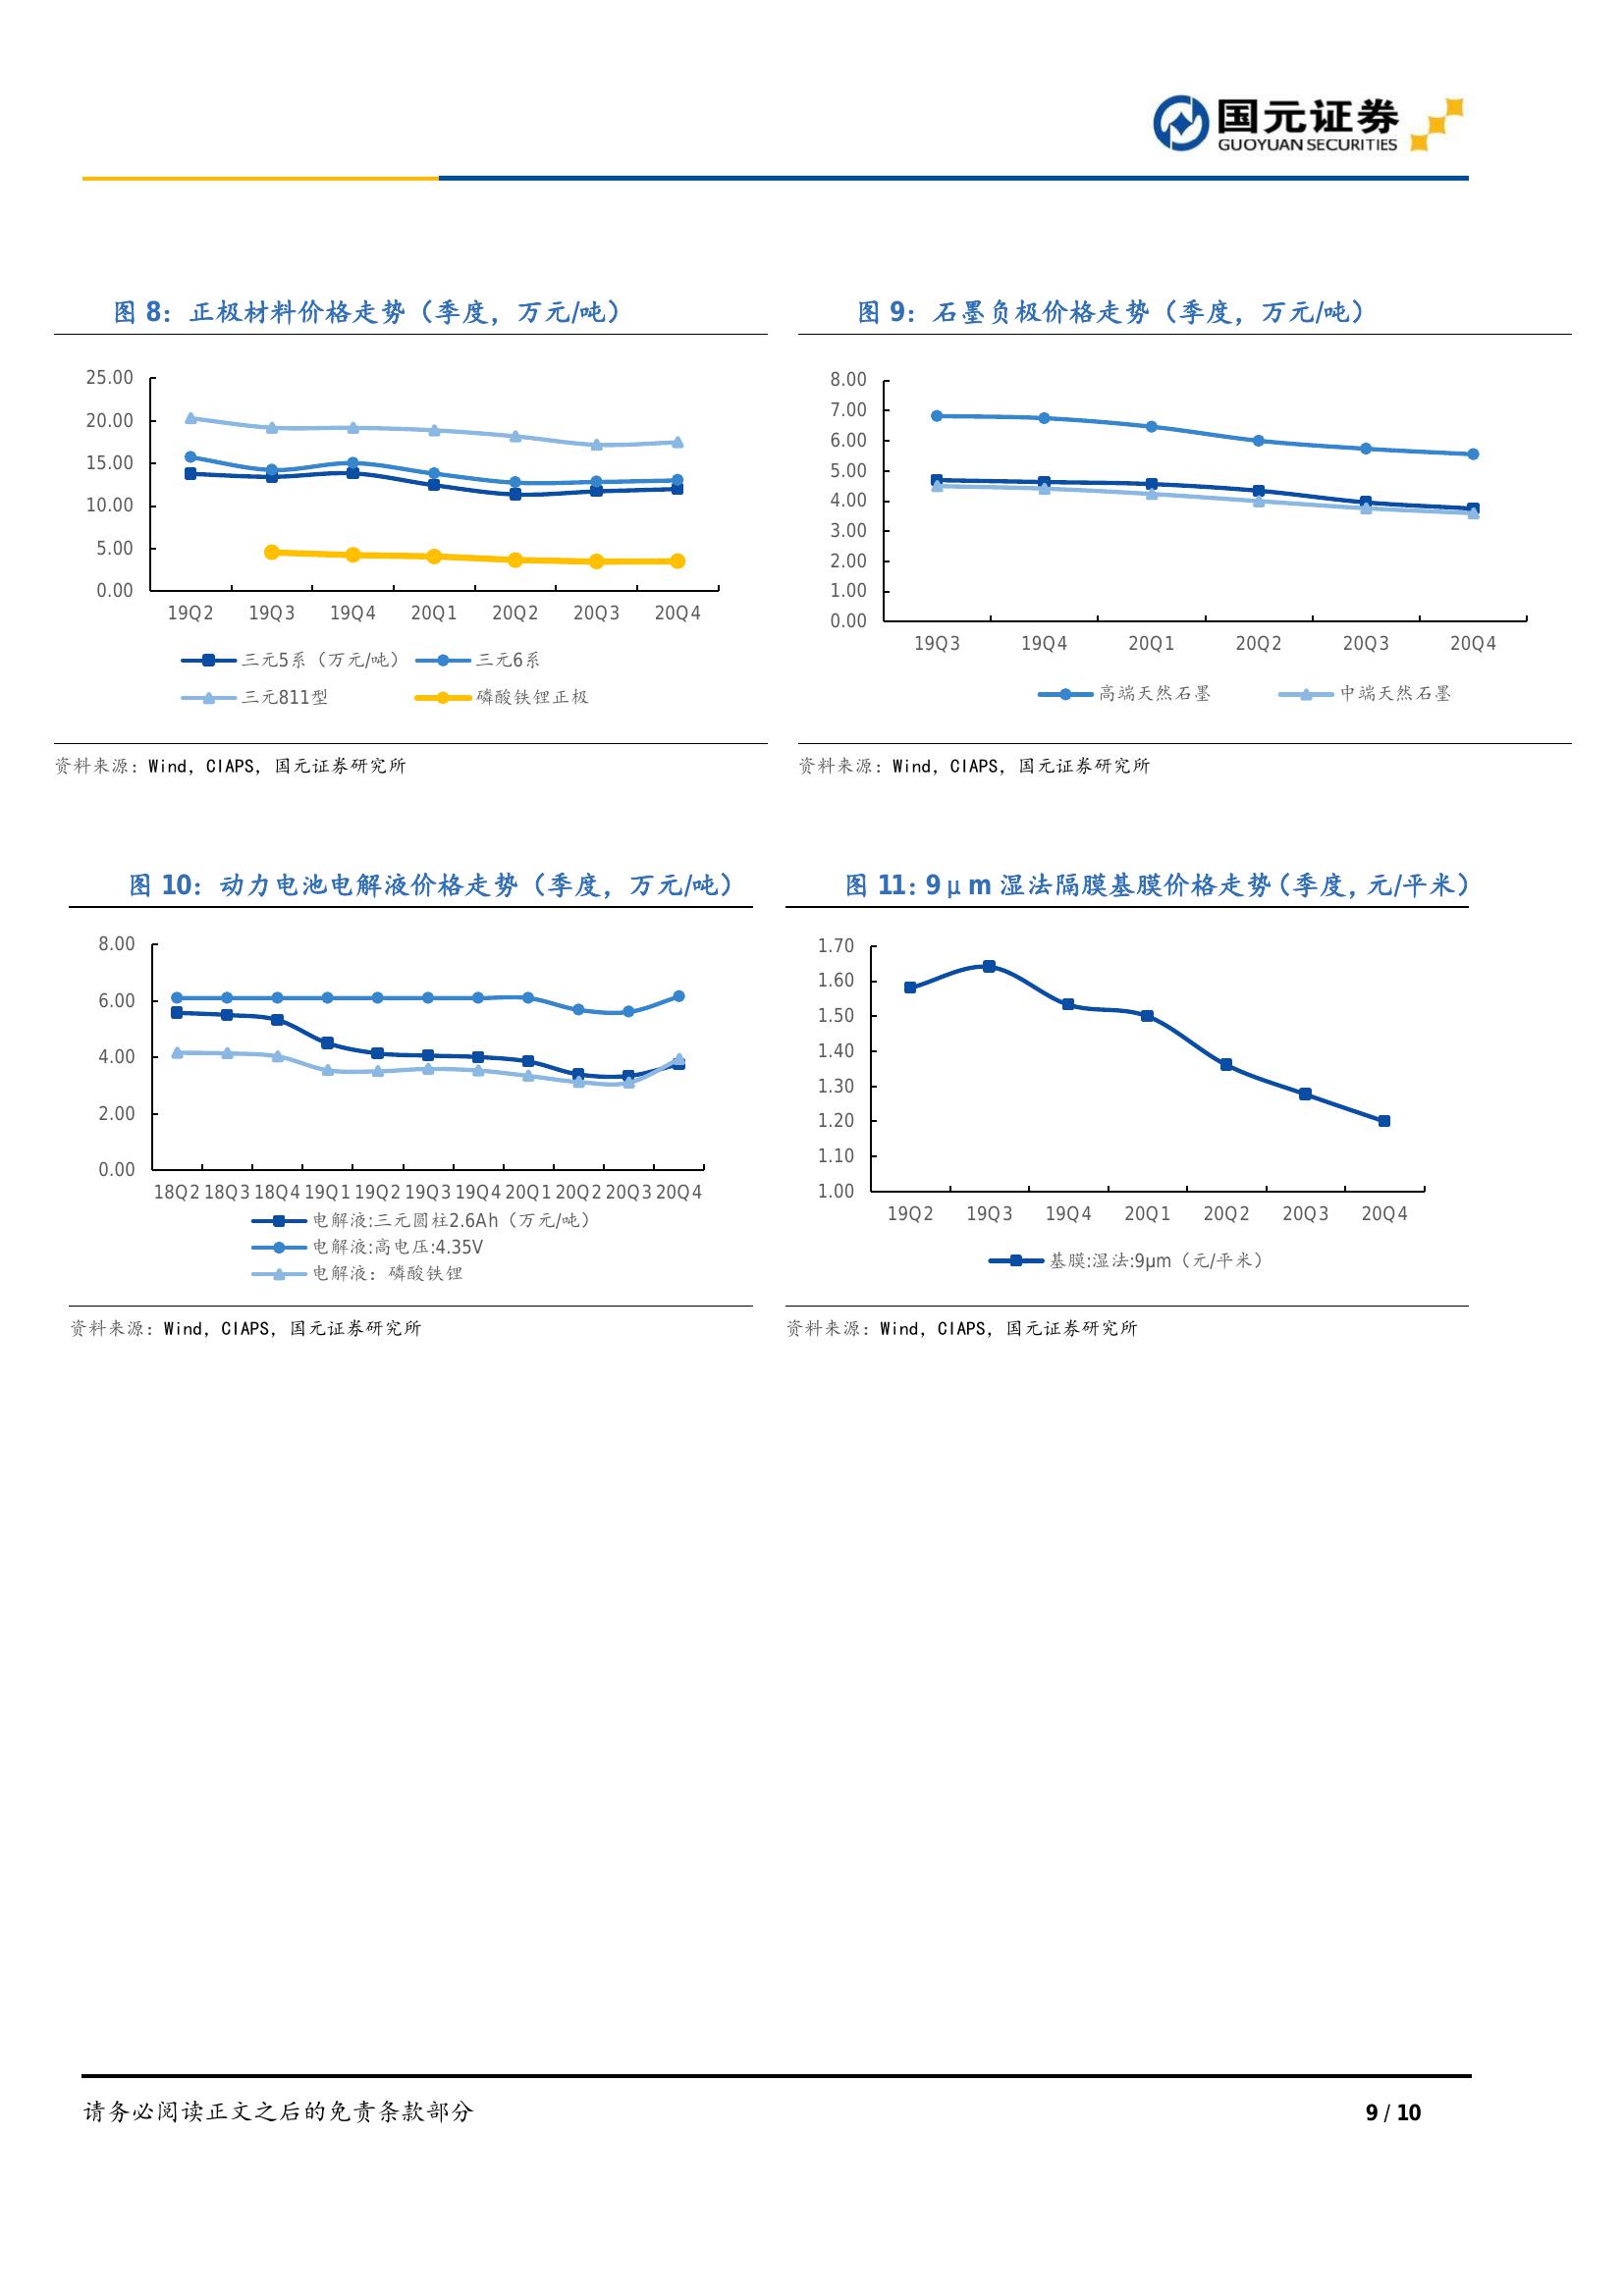 国元证券
GUOYUAN SECURITIES
图 8：正极材料价格走势（季度，万元/吨）
25.00
20.00
15.00
10.00
5.00
0.00
19Q2 19Q3 19Q4 20Q1 20Q2 20Q3 20Q4
三元5系（万元/吨） 三元6系
三元811型 磷酸铁锂正极
资料来源：Wind，CIAPS，国元证券研究所
图 9：石墨负极价格走势（季度，万元/吨）
8.00
7.00
6.00
5.00
4.00
3.00
2.00
1.00
0.00
19Q3 19Q4 20Q1 20Q2 20Q3 20Q4
高端天然石墨 中端天然石墨
资料来源：Wind，CIAPS，国元证券研究所
图 10：动力电池电解液价格走势（季度，万元/吨）
8.00
6.00
4.00
2.00
0.00
18Q2 18Q3 18Q4 19Q1 19Q2 19Q3 19Q4 20Q1 20Q2 20Q3 20Q4
电解液:三元圆柱2.6Ah（万元/吨）
电解液:高电压:4.35V
电解液：磷酸铁锂
资料来源：Wind，CIAPS，国元证券研究所
图 11：9μm 湿法隔膜基膜价格走势（季度，元/平米）
1.70
1.60
1.50
1.40
1.30
1.20
1.10
1.00
19Q2 19Q3 19Q4 20Q1 20Q2 20Q3 20Q4
基膜:湿法:9μm（元/平米）
资料来源：Wind，CIAPS，国元证券研究所
请务必阅读正文之后的免责条款部分
9 / 10